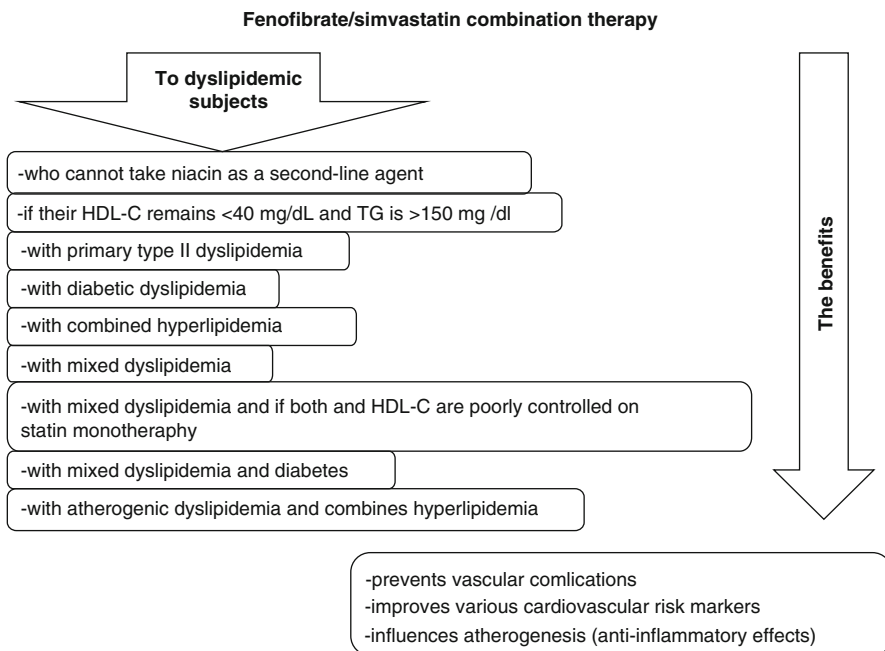 Fenofibrate/simvastatin combination therapy
To dyslipidemic
subjects
-who cannot take niacin as a second-line agent
-if their HDL-C remains <40 mg/dL and TG is >150 mg /dl
-with primary type II dyslipidemia
-with diabetic dyslipidemia
-with combined hyperlipidemia
-with mixed dyslipidemia
-with mixed dyslipidemia and if both and HDL-C are poorly controlled on
statin monotheraphy
-with mixed dyslipidemia and diabetes
-with atherogenic dyslipidemia and combines hyperlipidemia
The benefits
-prevents vascular comlications
-improves various cardiovascular risk markers
-influences atherogenesis (anti-inflammatory effects)